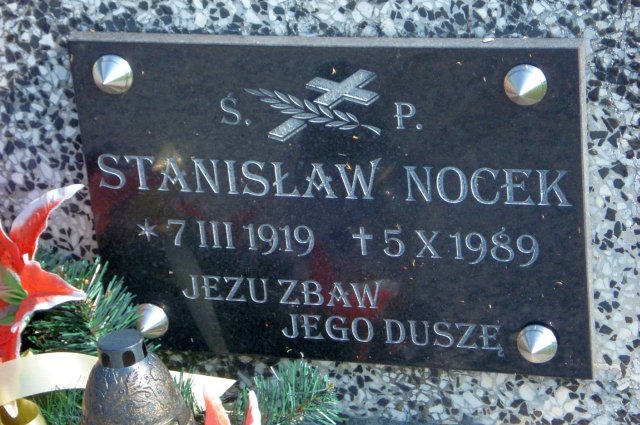 Ś. P.
STANISŁAW NOCEK
* 7 III 1919 † 5 X 1989
JEZU ZBAW
JEGO DUSZĘ